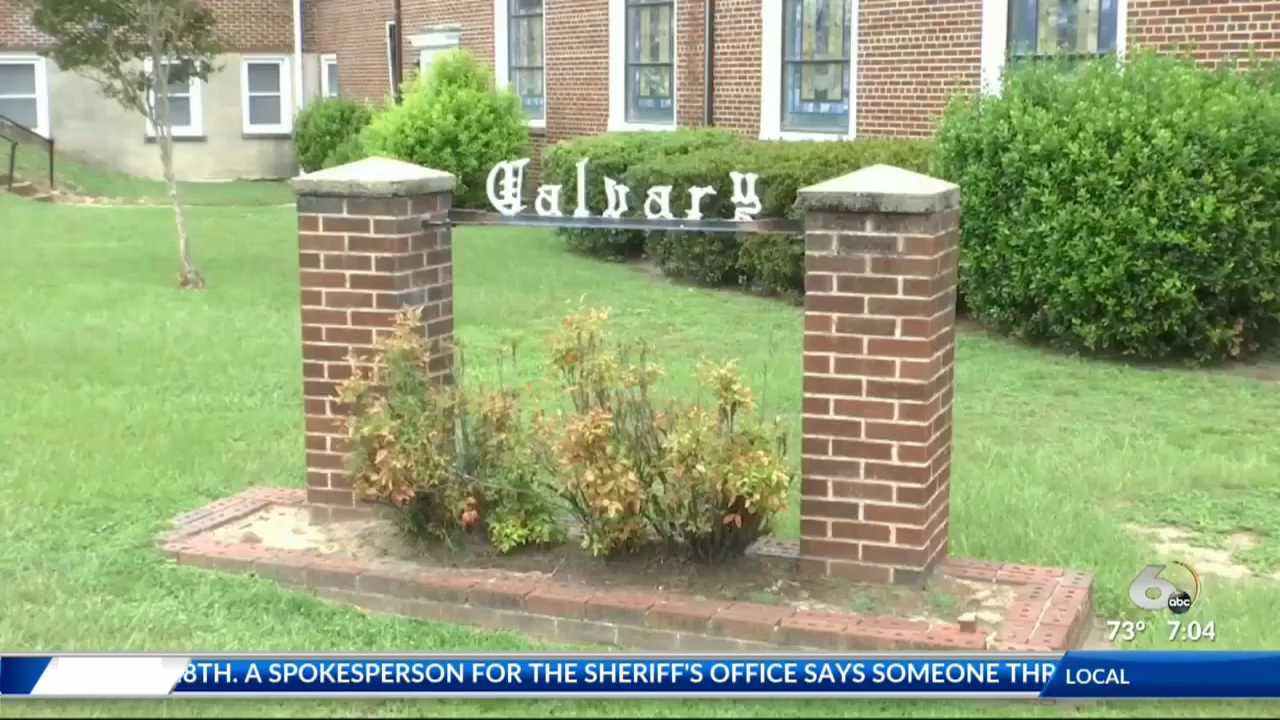 Calvary
6
abc
73° 7:04
8TH. A SPOKESPERSON FOR THE SHERIFF'S OFFICE SAYS SOMEONE THR
LOCAL